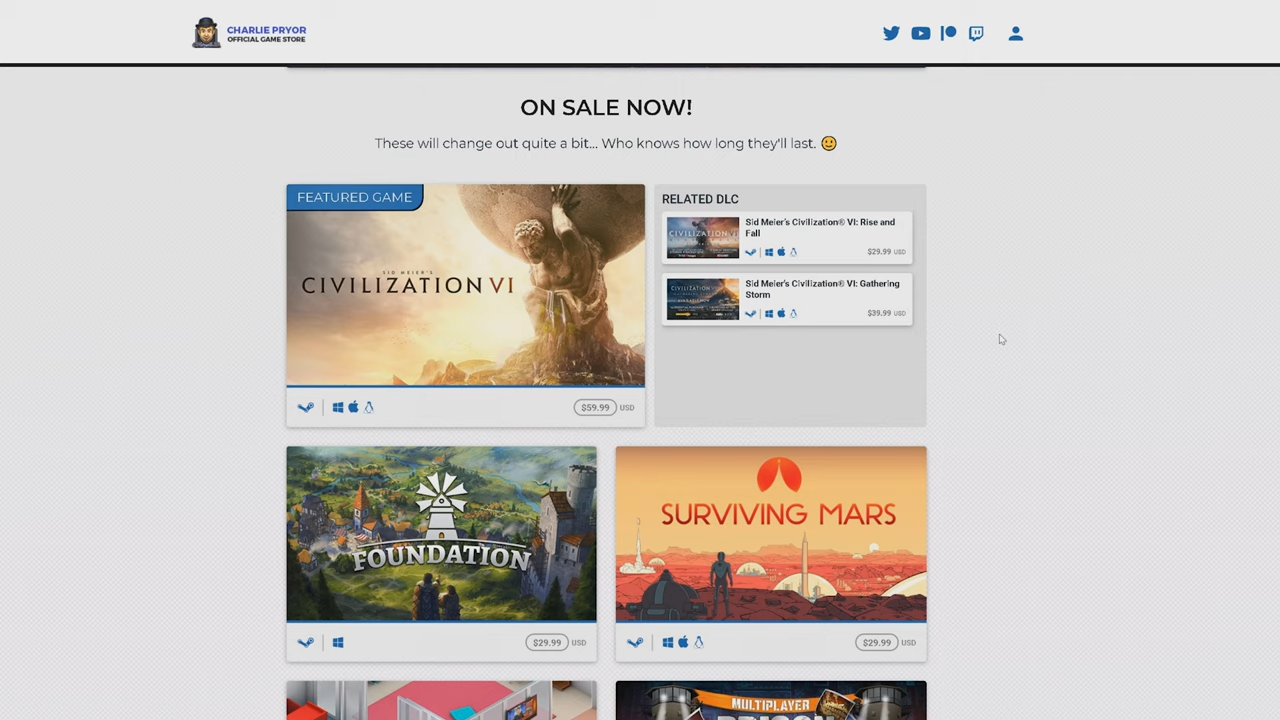 CHARLIE PRYOR
OFFICIAL GAME STORE
ON SALE NOW!
These will change out quite a bit... Who knows how long they'll last. 🙂
FEATURED GAME
SID MEIER'S
CIVILIZATION VI
$59.99 USD
RELATED DLC
CIVILIZATION VI
Sid Meier's Civilization® VI: Rise and
Fall
$29.99 USD
Sid Meier's Civilization® VI: Gathering
Storm
$39.99 USD
FOUNDATION
$29.99 USD
SURVIVING MARS
$29.99 USD
MULTIPLAYER
PRISON